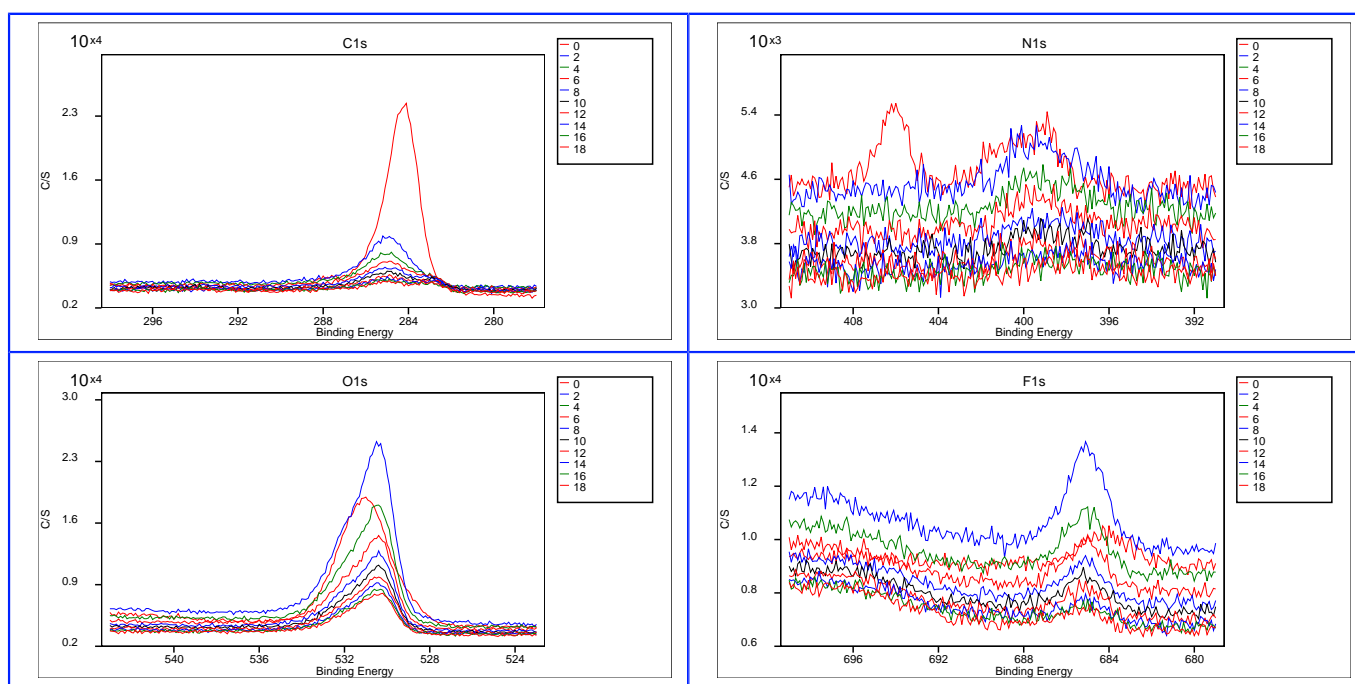 C1s
10x4
2.3
1.6
0.9
0.2
C/S
296 292 288 284 280
Binding Energy
0
2
4
6
8
10
12
14
16
18
N1s
10x3
5.4
4.6
3.8
3.0
C/S
408 404 400 396 392
Binding Energy
0
2
4
6
8
10
12
14
16
18
O1s
10x4
3.0
2.3
1.6
0.9
0.2
C/S
540 536 532 528 524
Binding Energy
0
2
4
6
8
10
12
14
16
18
F1s
10x4
1.4
1.2
1.0
0.8
0.6
C/S
696 692 688 684 680
Binding Energy
0
2
4
6
8
10
12
14
16
18